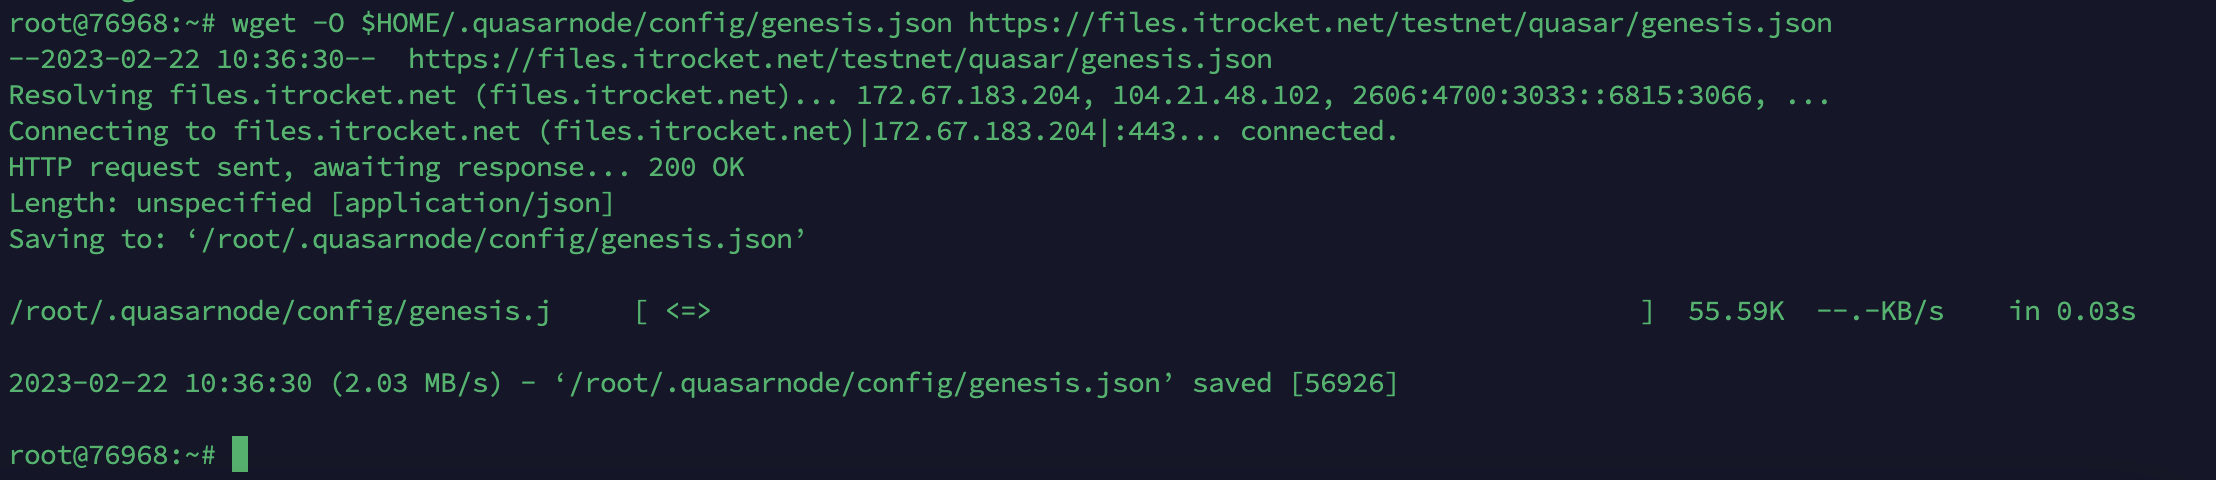 root@76968:~# wget -O $HOME/.quasarnode/config/genesis.json https://files.itrocket.net/testnet/quasar/genesis.json
--2023-02-22 10:36:30--  https://files.itrocket.net/testnet/quasar/genesis.json
Resolving files.itrocket.net (files.itrocket.net)... 172.67.183.204, 104.21.48.102, 2606:4700:3033::6815:3066, ...
Connecting to files.itrocket.net (files.itrocket.net)|172.67.183.204|:443... connected.
HTTP request sent, awaiting response... 200 OK
Length: unspecified [application/json]
Saving to: ‘/root/.quasarnode/config/genesis.json’
/root/.quasarnode/config/genesis.j     [ <=>                                                          ]  55.59K  --.-KB/s    in 0.03s
2023-02-22 10:36:30 (2.03 MB/s) - ‘/root/.quasarnode/config/genesis.json’ saved [56926]
root@76968:~#